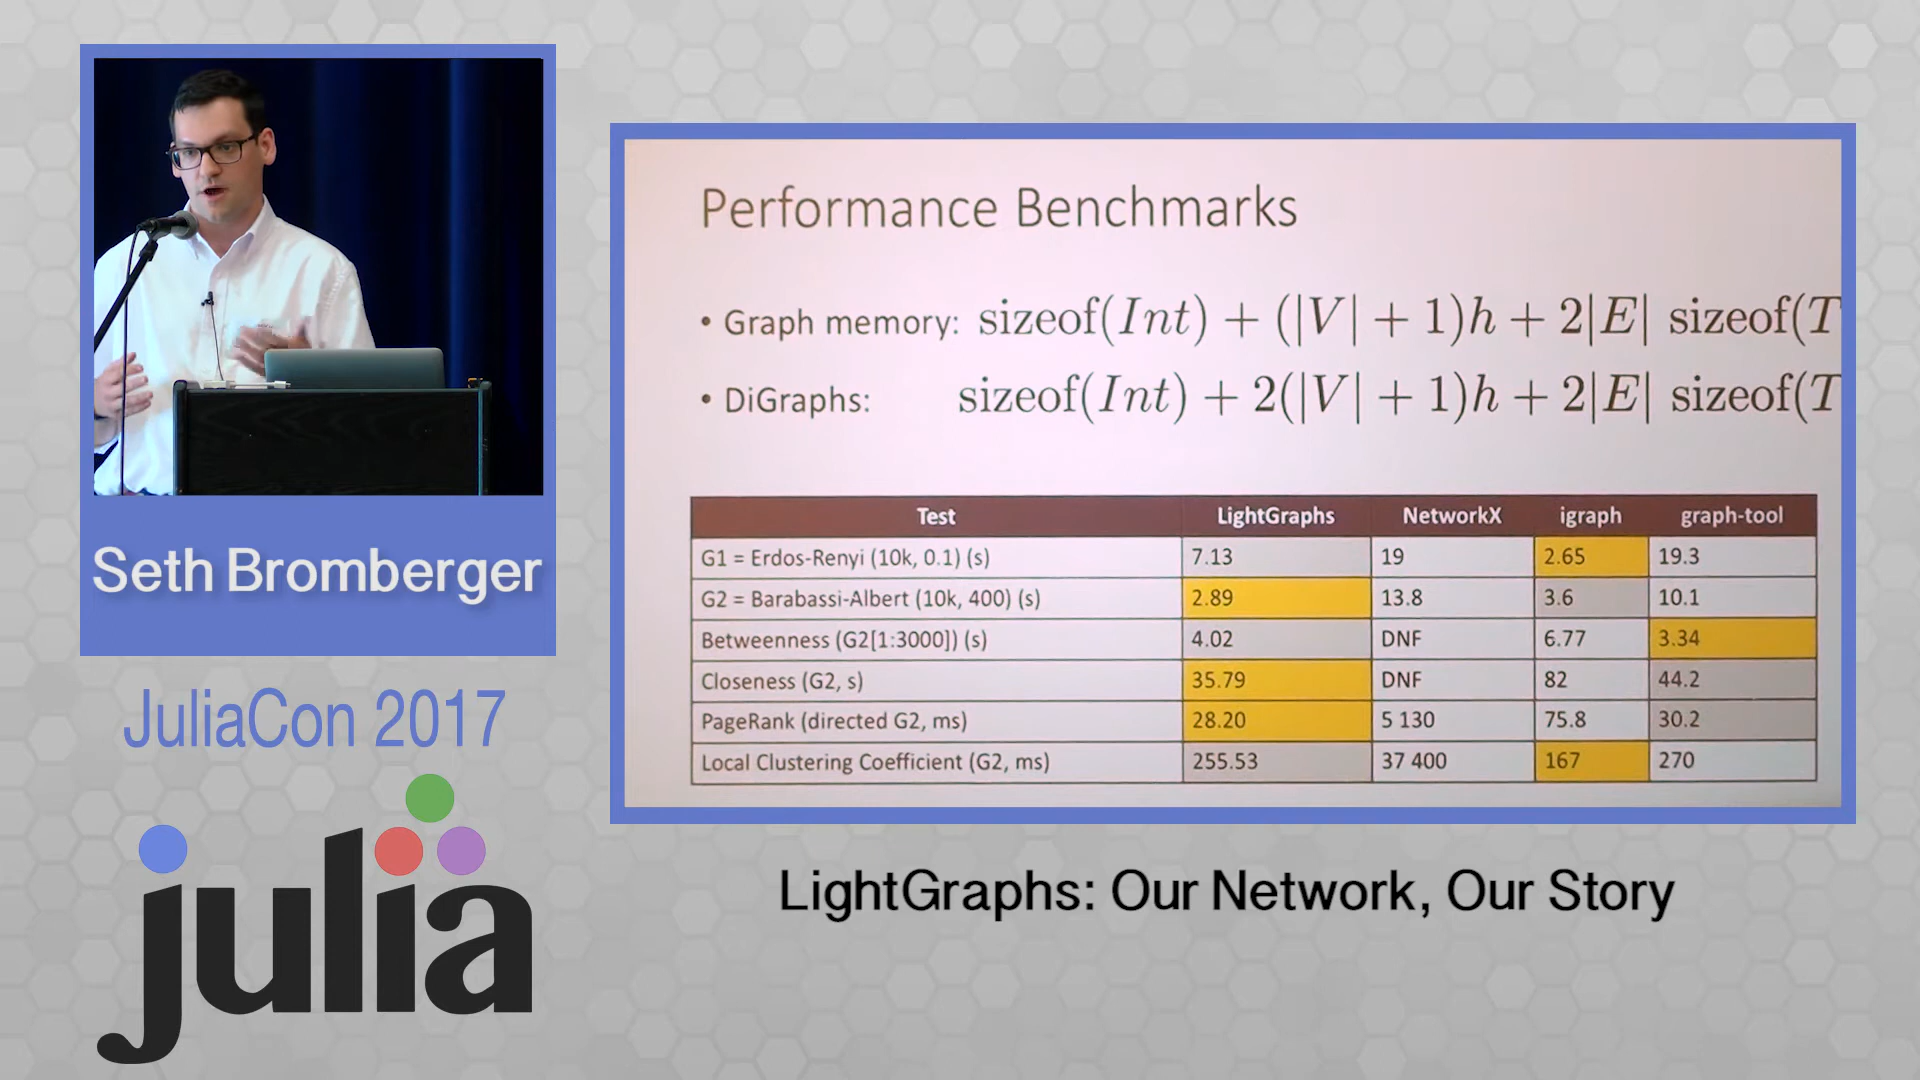 Seth Bromberger
JuliaCon 2017
julia
Performance Benchmarks
• Graph memory: sizeof(Int) + (|V| + 1)h + 2|E| sizeof(T
• DiGraphs: sizeof(Int) + 2(|V| + 1)h + 2|E| sizeof(T
Test LightGraphs NetworkX igraph graph-tool
G1 = Erdos-Renyi (10k, 0.1) (s) 7.13 19 2.65 19.3
G2 = Barabassi-Albert (10k, 400) (s) 2.89 13.8 3.6 10.1
Betweenness (G2[1:3000]) (s) 4.02 DNF 6.77 3.34
Closeness (G2, s) 35.79 DNF 82 44.2
PageRank (directed G2, ms) 28.20 5 130 75.8 30.2
Local Clustering Coefficient (G2, ms) 255.53 37 400 167 270
LightGraphs: Our Network, Our Story